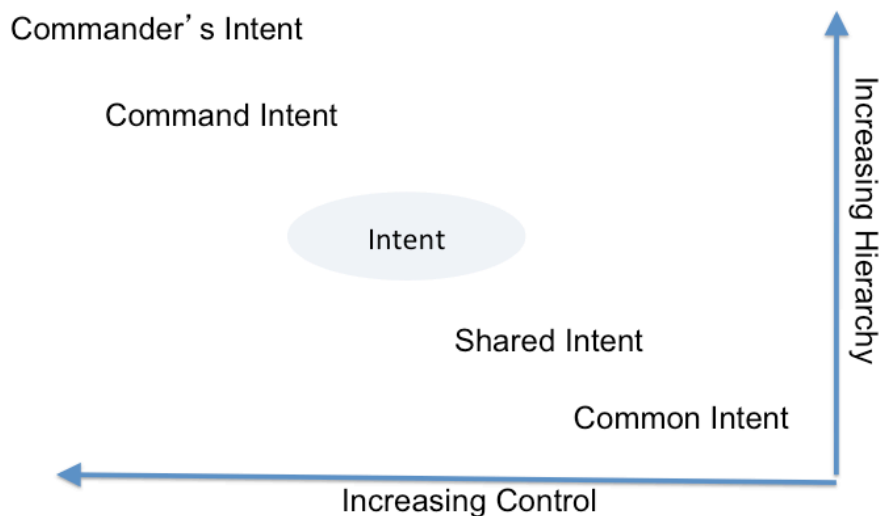 Commander’s Intent
Command Intent
Intent
Shared Intent
Common Intent
Increasing Hierarchy
Increasing Control